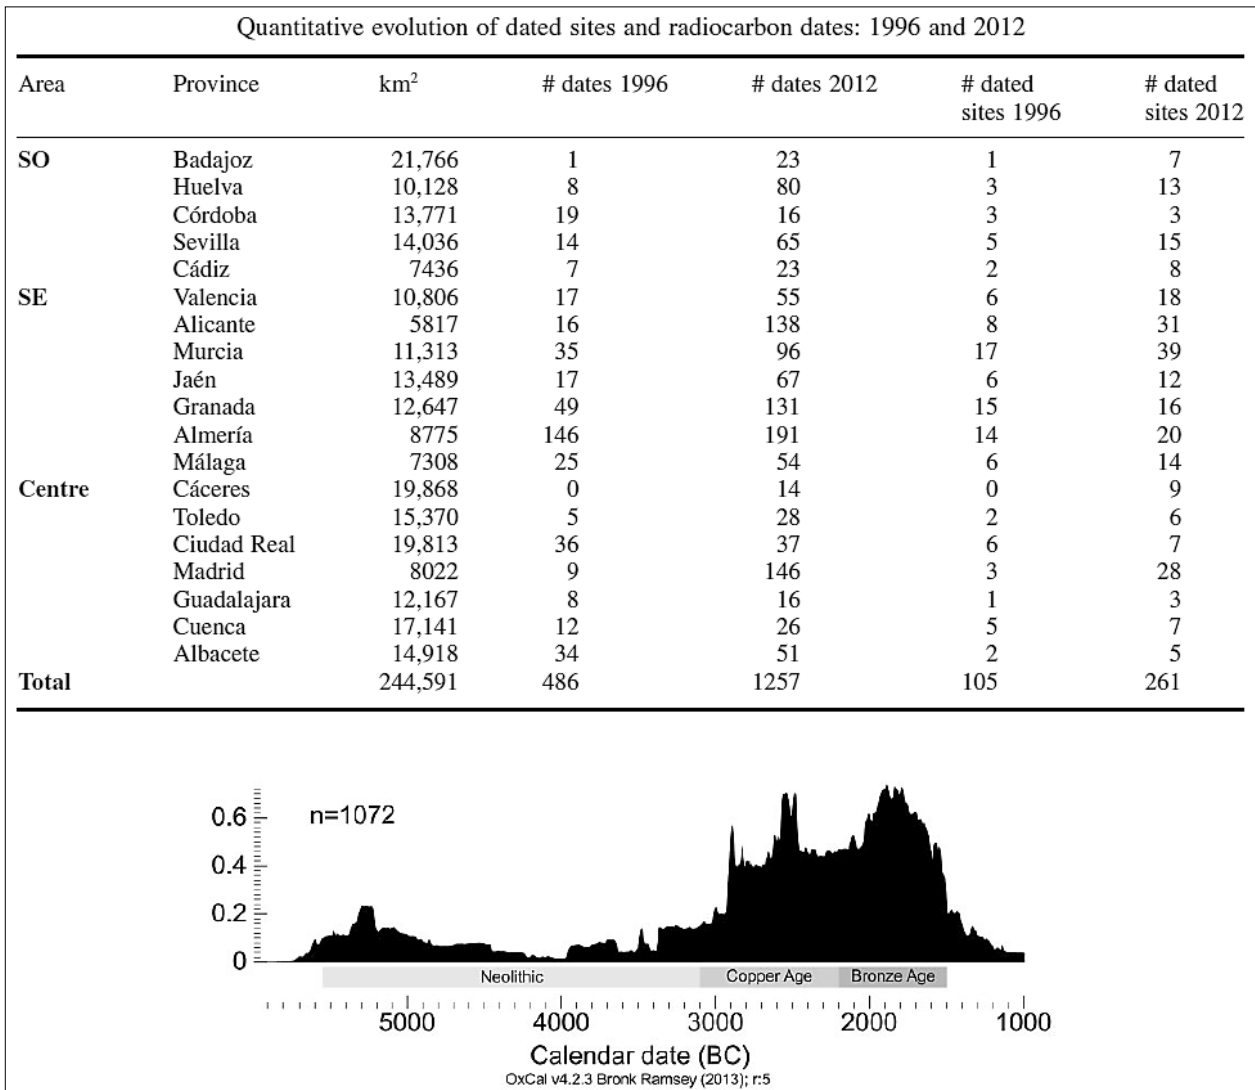 Quantitative evolution of dated sites and radiocarbon dates: 1996 and 2012
Area Province km² # dates 1996 # dates 2012 # dated sites 1996 # dated sites 2012
SO Badajoz 21,766 1 23 1 7
Huelva 10,128 8 80 3 13
Córdoba 13,771 19 16 3 3
Sevilla 14,036 14 65 5 15
Cádiz 7436 7 23 2 8
SE Valencia 10,806 17 55 6 18
Alicante 5817 16 138 8 31
Murcia 11,313 35 96 17 39
Jaén 13,489 17 67 6 12
Granada 12,647 49 131 15 16
Almería 8775 146 191 14 20
Málaga 7308 25 54 6 14
Centre Cáceres 19,868 0 14 0 9
Toledo 15,370 5 28 2 6
Ciudad Real 19,813 36 37 6 7
Madrid 8022 9 146 3 28
Guadalajara 12,167 8 16 1 3
Cuenca 17,141 12 26 5 7
Albacete 14,918 34 51 2 5
Total 244,591 486 1257 105 261
0.6 n=1072
0.4
0.2
0
Neolithic Copper Age Bronze Age
5000 4000 3000 2000 1000
Calendar date (BC)
OxCal v4.2.3 Bronk Ramsey (2013); r:5